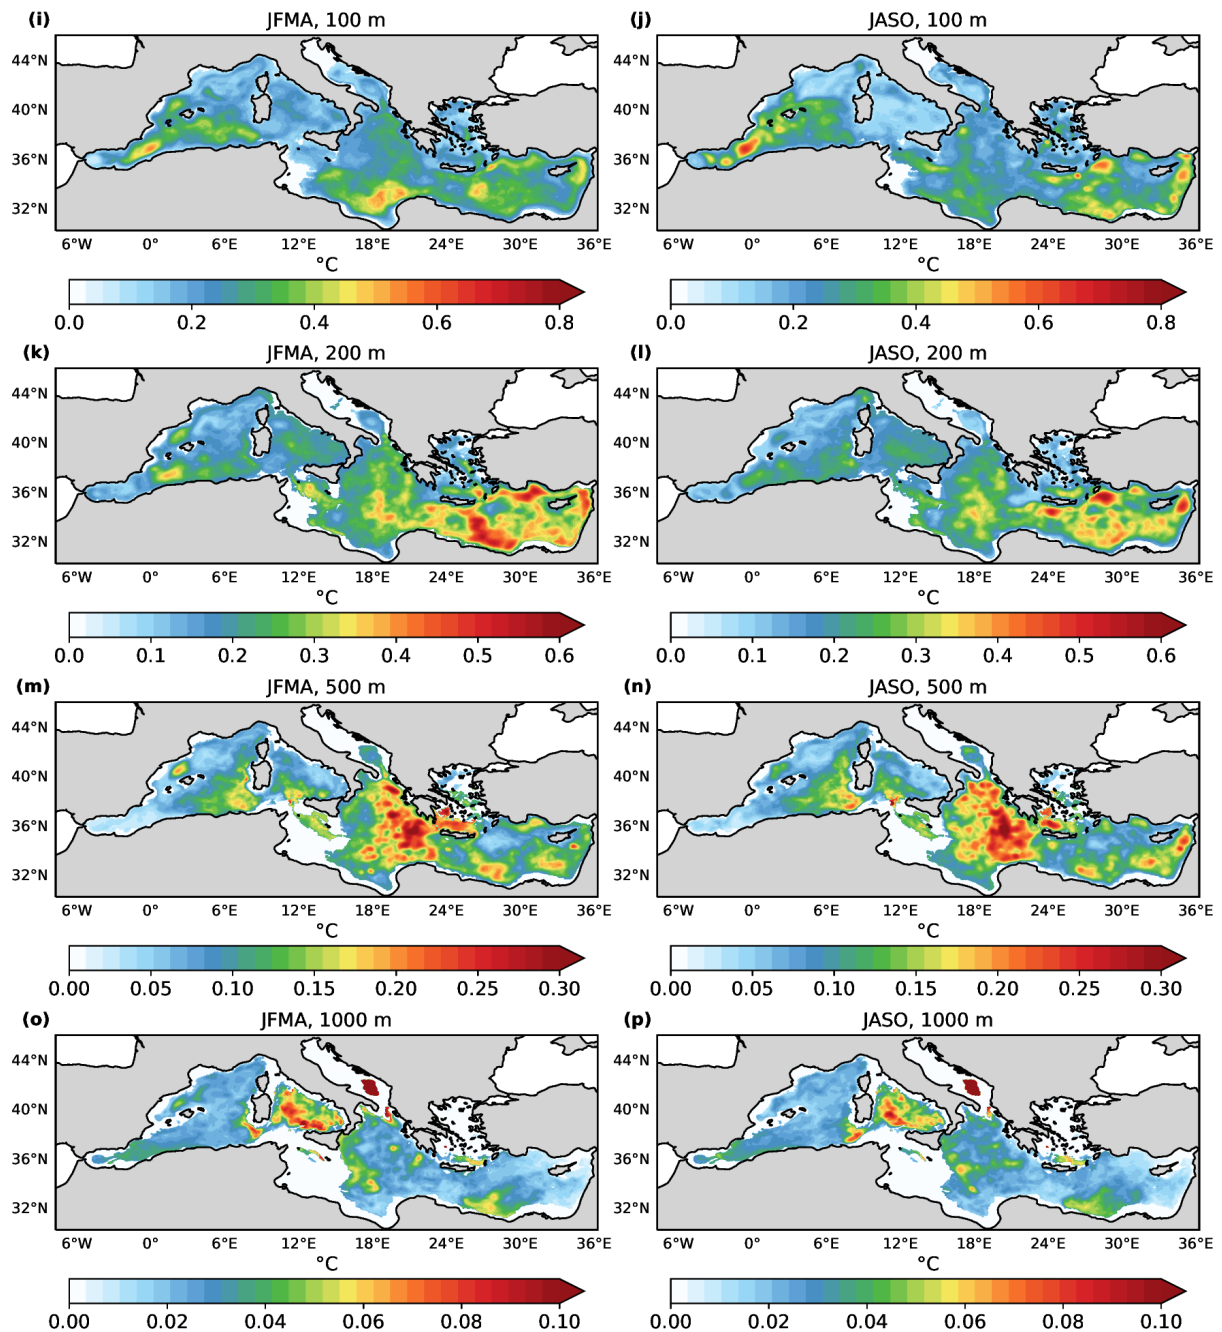 (i) JFMA, 100 m
44°N
40°N
36°N
32°N
6°W 0° 6°E 12°E 18°E 24°E 30°E 36°E
°C
0.0 0.2 0.4 0.6 0.8
(j) JASO, 100 m
44°N
40°N
36°N
32°N
6°W 0° 6°E 12°E 18°E 24°E 30°E 36°E
°C
0.0 0.2 0.4 0.6 0.8
(k) JFMA, 200 m
44°N
40°N
36°N
32°N
6°W 0° 6°E 12°E 18°E 24°E 30°E 36°E
°C
0.0 0.1 0.2 0.3 0.4 0.5 0.6
(l) JASO, 200 m
44°N
40°N
36°N
32°N
6°W 0° 6°E 12°E 18°E 24°E 30°E 36°E
°C
0.0 0.1 0.2 0.3 0.4 0.5 0.6
(m) JFMA, 500 m
44°N
40°N
36°N
32°N
6°W 0° 6°E 12°E 18°E 24°E 30°E 36°E
°C
0.00 0.05 0.10 0.15 0.20 0.25 0.30
(n) JASO, 500 m
44°N
40°N
36°N
32°N
6°W 0° 6°E 12°E 18°E 24°E 30°E 36°E
°C
0.00 0.05 0.10 0.15 0.20 0.25 0.30
(o) JFMA, 1000 m
44°N
40°N
36°N
32°N
6°W 0° 6°E 12°E 18°E 24°E 30°E 36°E
°C
0.00 0.02 0.04 0.06 0.08 0.10
(p) JASO, 1000 m
44°N
40°N
36°N
32°N
6°W 0° 6°E 12°E 18°E 24°E 30°E 36°E
°C
0.00 0.02 0.04 0.06 0.08 0.10